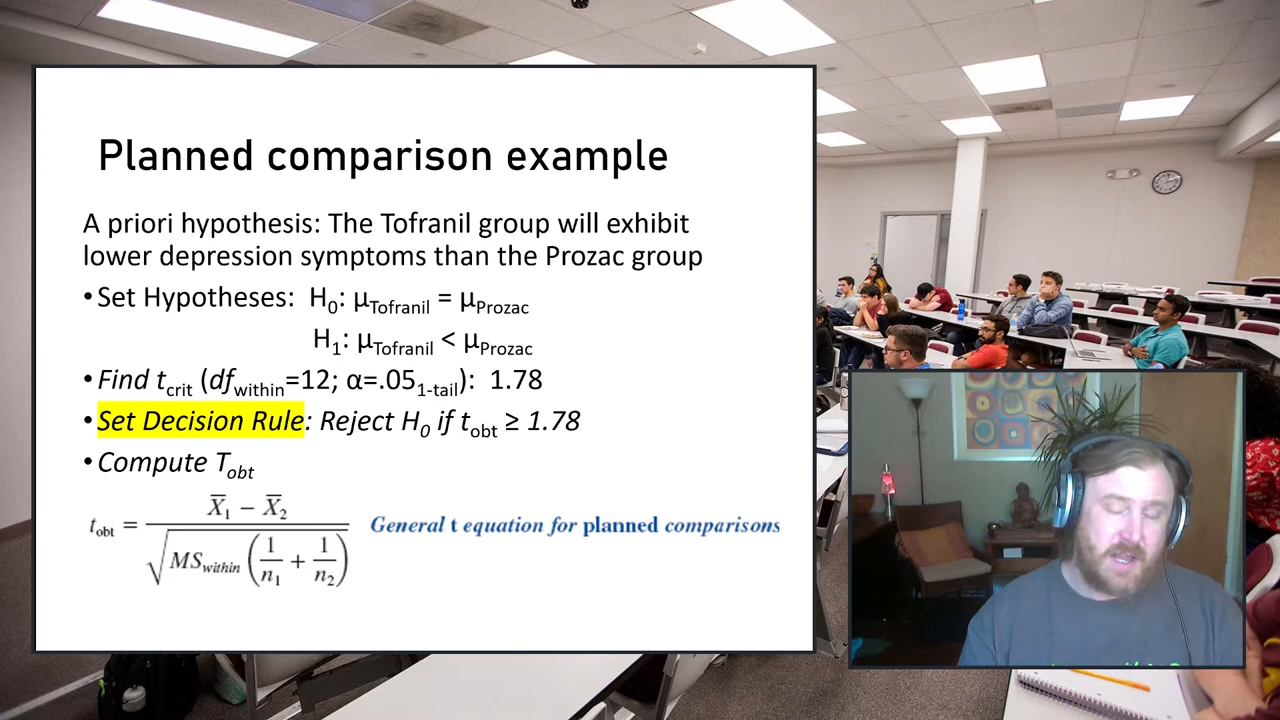 Planned comparison example
A priori hypothesis: The Tofranil group will exhibit
lower depression symptoms than the Prozac group
• Set Hypotheses: H₀: μTofranil = μProzac
H₁: μTofranil < μProzac
• Find tcrit (dfwithin=12; α=.05₁-tail): 1.78
• Set Decision Rule: Reject H₀ if tobt ≥ 1.78
• Compute Tobt
tobt = (X̄₁ − X̄₂) / √(MSwithin (1/n₁ + 1/n₂)) General t equation for planned comparisons